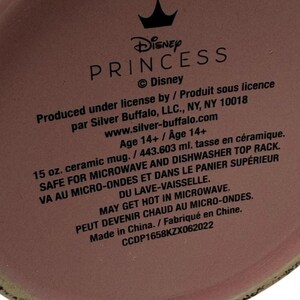 Disney
PRINCESS
© Disney
Produced under license by / Produit sous licence
par Silver Buffalo, LLC., NY, NY 10018
www.silver-buffalo.com
Age 14+ / Âge 14+
15 oz. ceramic mug. / 443.603 ml. tasse en céramique.
SAFE FOR MICROWAVE AND DISHWASHER TOP RACK.
VA AU MICRO-ONDES ET DANS LE PANIER SUPÉRIEUR
DU LAVE-VAISSELLE.
MAY GET HOT IN MICROWAVE.
PEUT DEVENIR CHAUD AU MICRO-ONDES.
Made in China. / Fabriqué en Chine.
CCDP1658KZX062022